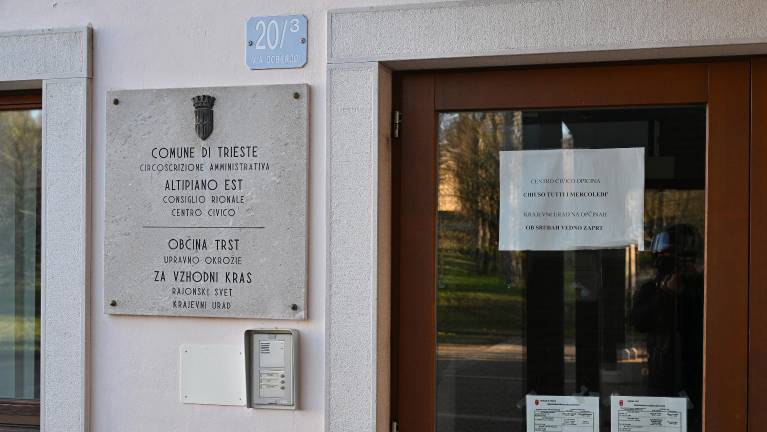 20/3
VIA DOBERDÒ
COMUNE DI TRIESTE
CIRCOSCRIZIONE AMMINISTRATIVA
ALTIPIANO EST
CONSIGLIO RIONALE
CENTRO CIVICO
OBČINA TRST
UPRAVNO OKROŽJE
ZA VZHODNI KRAS
RAJONSKI SVET
KRAJEVNI URAD
CENTRO CIVICO OPICINA
CHIUSO TUTTI I MERCOLEDI'
KRAJEVNI URAD NA OPČINAH
OB SREDAH VEDNO ZAPRT